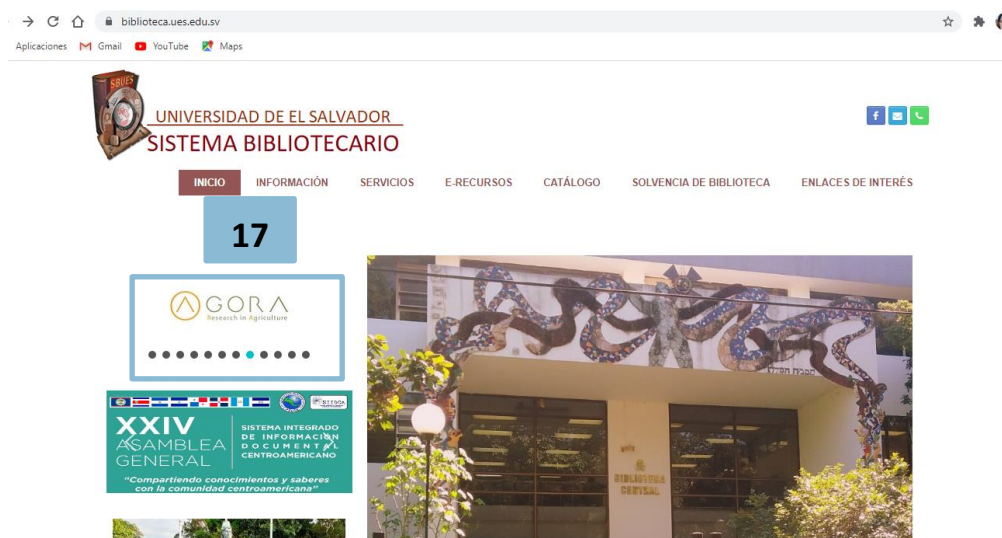 biblioteca.ues.edu.sv
Aplicaciones Gmail YouTube Maps
SBUES
UNIVERSIDAD DE EL SALVADOR
SISTEMA BIBLIOTECARIO
INICIO INFORMACIÓN SERVICIOS E-RECURSOS CATÁLOGO SOLVENCIA DE BIBLIOTECA ENLACES DE INTERÉS
17
AGORA
Research in Agriculture
XXIV
ASAMBLEA
GENERAL
SISTEMA INTEGRADO
DE INFORMACIÓN
DOCUMENTAL
CENTROAMERICANO
"Compartiendo conocimientos y saberes
con la comunidad centroamericana"
BIBLIOTECA
CENTRAL